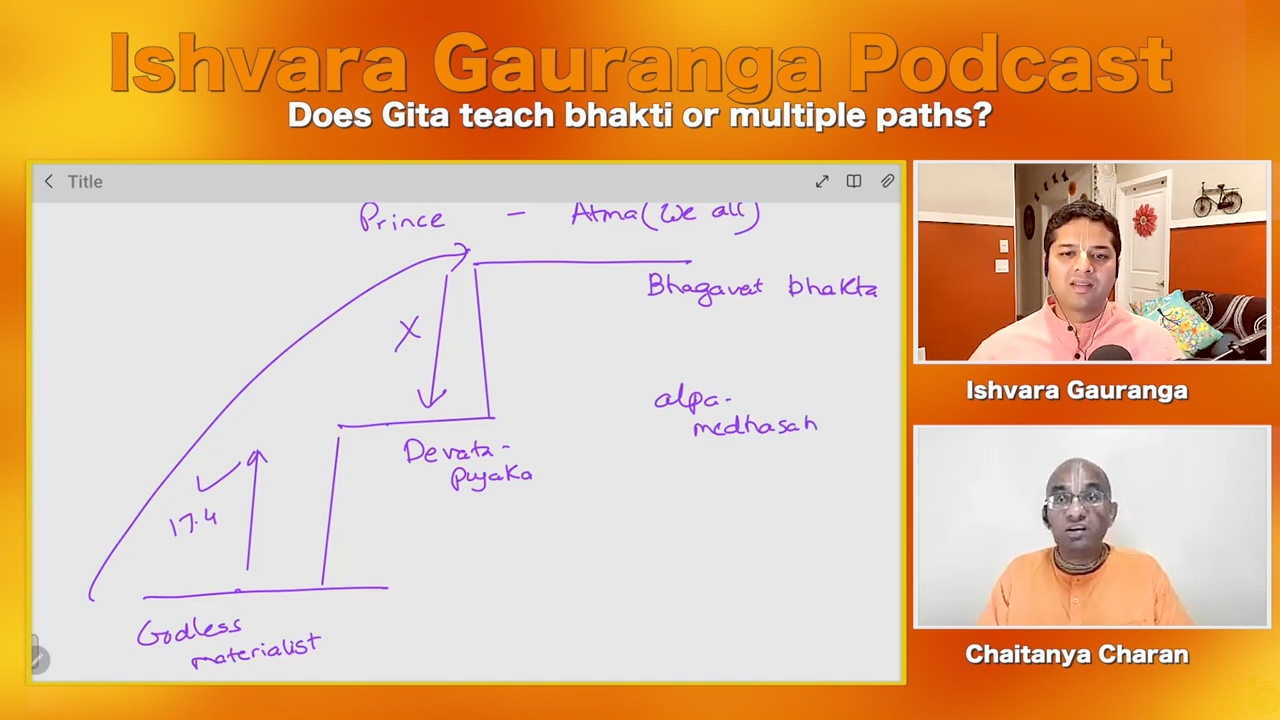 Ishvara Gauranga Podcast
Does Gita teach bhakti or multiple paths?
Title
Prince - Atma (We all)
Bhagavat bhakta
X
alpa-
medhasah
Devata-
Pujaka
17.4
Godless
materialist
Ishvara Gauranga
Chaitanya Charan